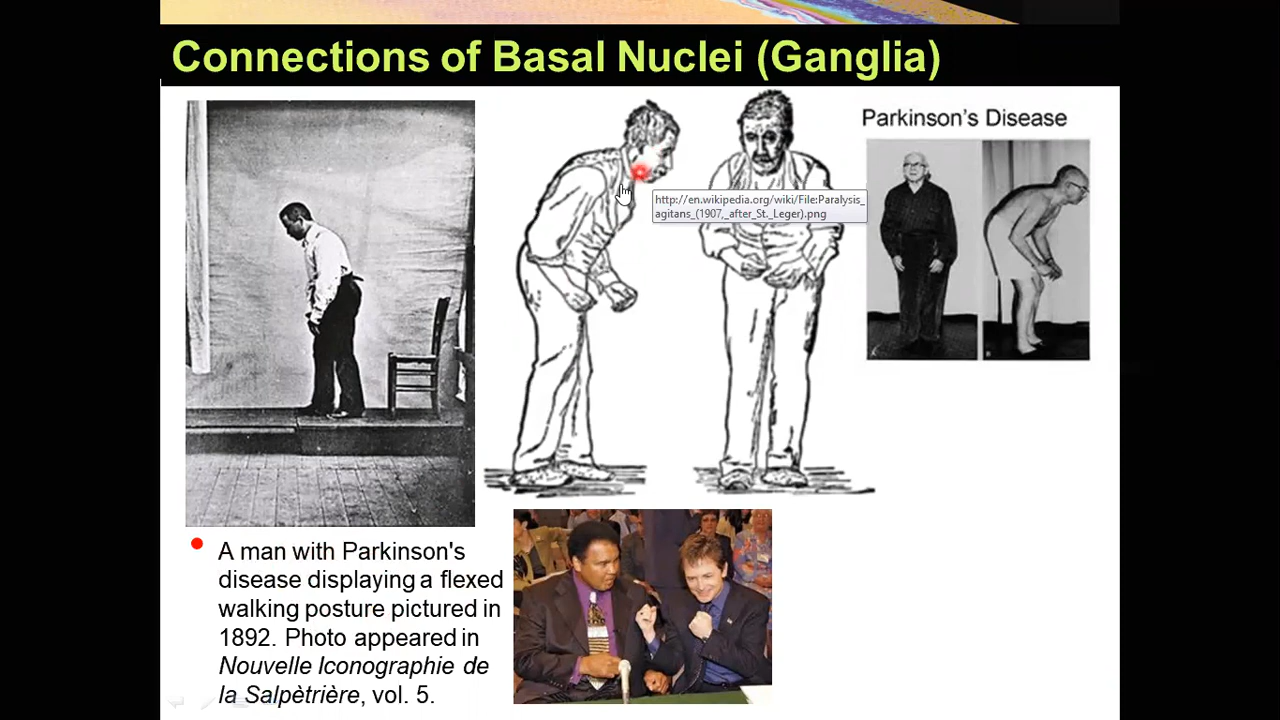 Connections of Basal Nuclei (Ganglia)
Parkinson's Disease
http://en.wikipedia.org/wiki/File:Paralysis_
agitans_(1907,_after_St._Leger).png
A man with Parkinson's
disease displaying a flexed
walking posture pictured in
1892. Photo appeared in
Nouvelle Iconographie de
la Salpètrière, vol. 5.